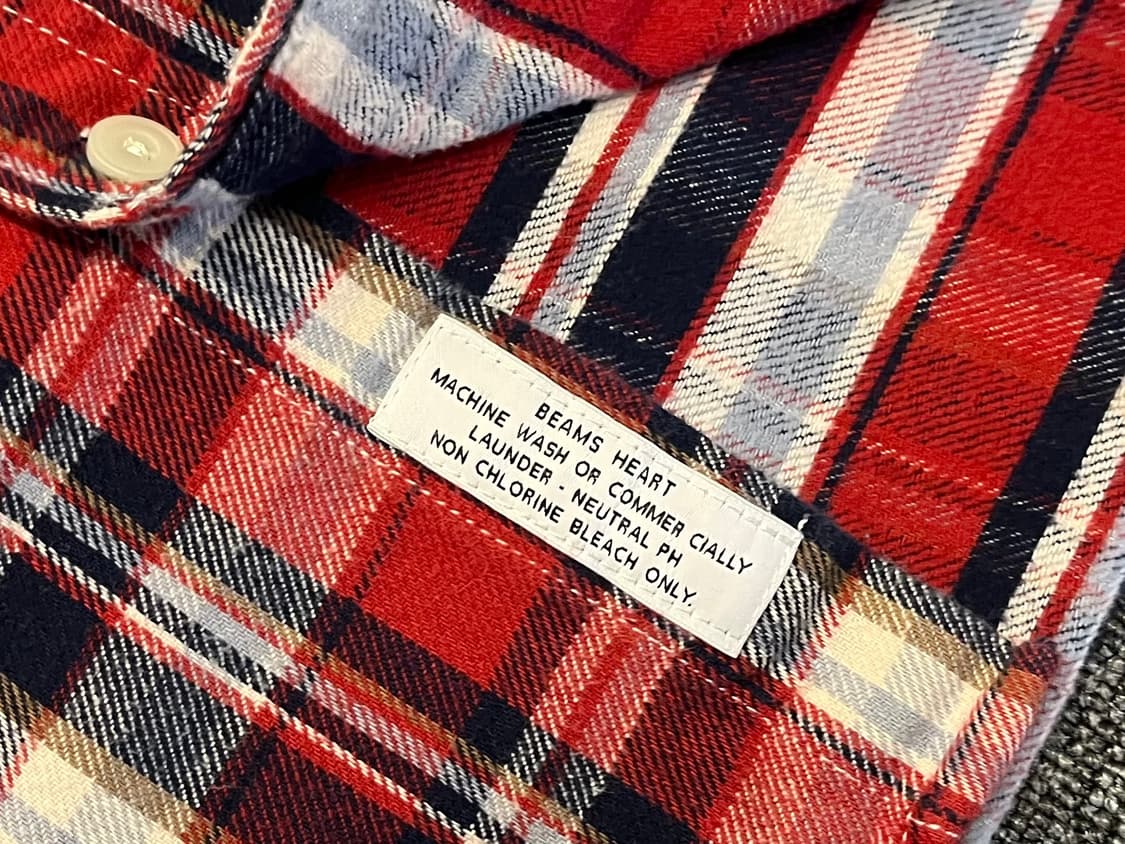 BEAMS HEART
MACHINE WASH OR COMMER CIALLY
LAUNDER - NEUTRAL PH
NON CHLORINE BLEACH ONLY.